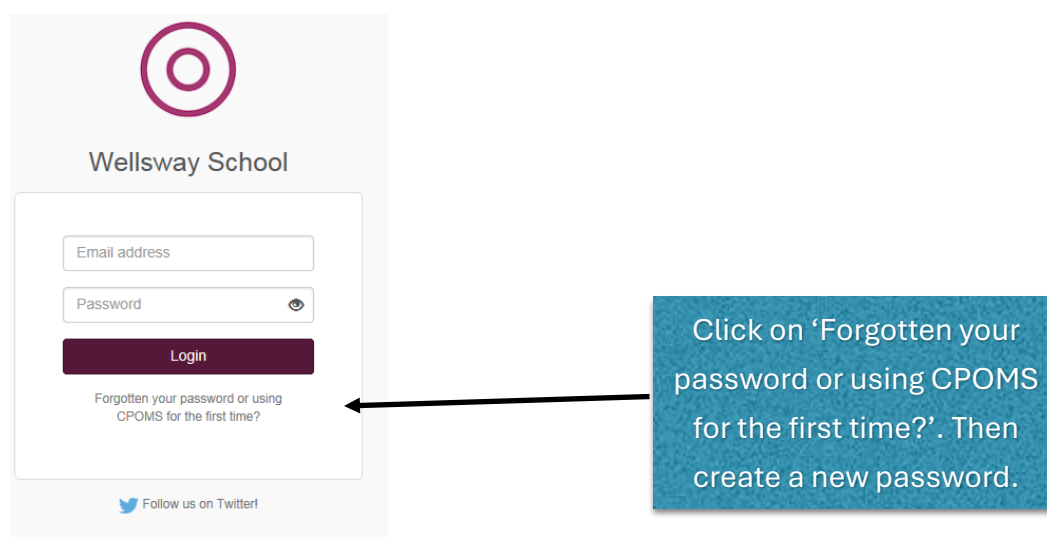 Wellsway School
Email address
Password
Login
Forgotten your password or using
CPOMS for the first time?
Follow us on Twitter!
Click on ‘Forgotten your
password or using CPOMS
for the first time?’. Then
create a new password.